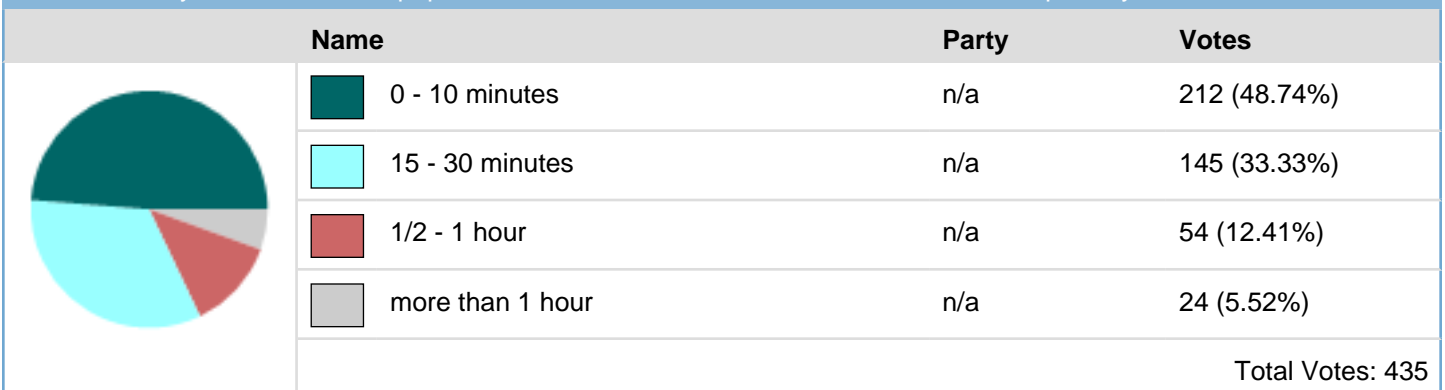 Name Party Votes
0 - 10 minutes n/a 212 (48.74%)
15 - 30 minutes n/a 145 (33.33%)
1/2 - 1 hour n/a 54 (12.41%)
more than 1 hour n/a 24 (5.52%)
Total Votes: 435